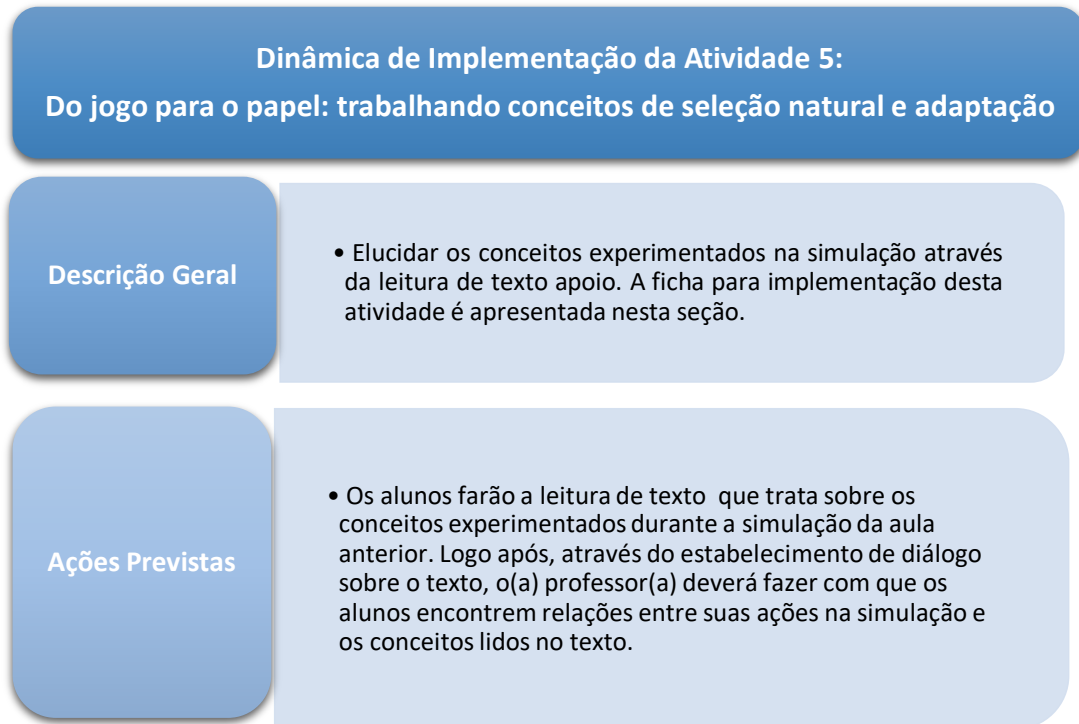 Dinâmica de Implementação da Atividade 5:
Do jogo para o papel: trabalhando conceitos de seleção natural e adaptação
Descrição Geral
• Elucidar os conceitos experimentados na simulação através
da leitura de texto apoio. A ficha para implementação desta
atividade é apresentada nesta seção.
Ações Previstas
• Os alunos farão a leitura de texto que trata sobre os
conceitos experimentados durante a simulação da aula
anterior. Logo após, através do estabelecimento de diálogo
sobre o texto, o(a) professor(a) deverá fazer com que os
alunos encontrem relações entre suas ações na simulação e
os conceitos lidos no texto.